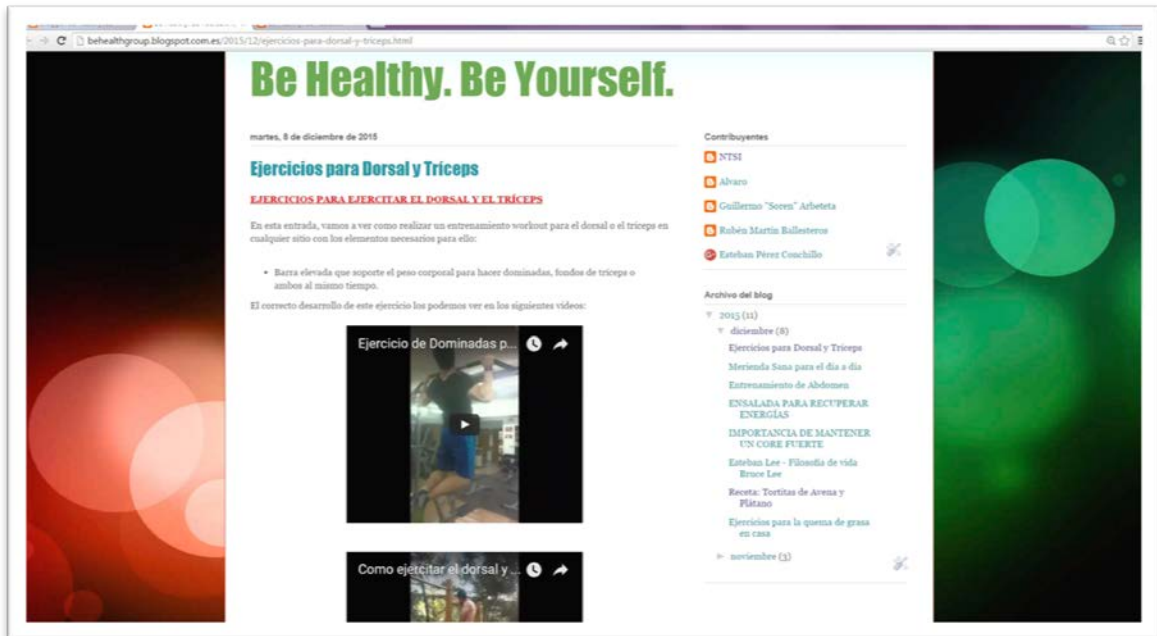 behealthgroup.blogspot.com.es/2015/12/ejercicios-para-dorsal-y-triceps.html
Be Healthy. Be Yourself.
martes, 8 de diciembre de 2015
Ejercicios para Dorsal y Tríceps
EJERCICIOS PARA EJERCITAR EL DORSAL Y EL TRÍCEPS
En esta entrada, vamos a ver como realizar un entrenamiento workout para el dorsal o el tríceps en
cualquier sitio con los elementos necesarios para ello:
• Barra elevada que soporte el peso corporal para hacer dominadas, fondos de tríceps o
ambos al mismo tiempo.
El correcto desarrollo de este ejercicio los podemos ver en los siguientes videos:
Ejercicio de Dominadas p...
Como ejercitar el dorsal y ...
Contribuyentes
NTSI
Alvaro
Guillermo "Soren" Arbeteta
Rubén Martín Ballesteros
Esteban Pérez Conchillo
Archivo del blog
▼ 2015 (11)
▼ diciembre (8)
Ejercicios para Dorsal y Tríceps
Merienda Sana para el día a día
Entrenamiento de Abdomen
ENSALADA PARA RECUPERAR
ENERGÍAS
IMPORTANCIA DE MANTENER
UN CORE FUERTE
Esteban Lee - Filosofía de vida
Bruce Lee
Receta: Tortitas de Avena y
Plátano
Ejercicios para la quema de grasa
en casa
► noviembre (3)